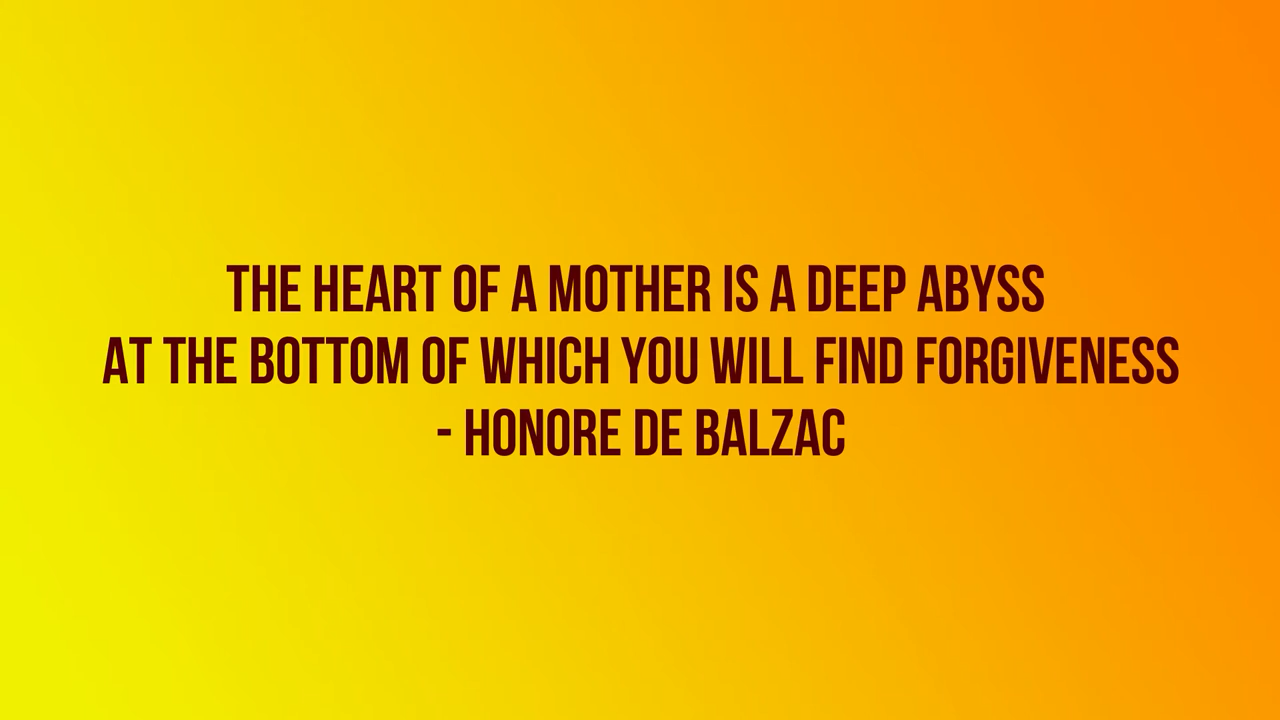 THE HEART OF A MOTHER IS A DEEP ABYSS
AT THE BOTTOM OF WHICH YOU WILL FIND FORGIVENESS
- HONORE DE BALZAC